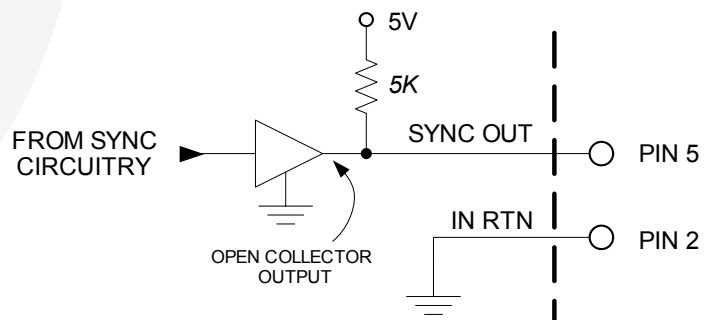 5V
5K
FROM SYNC
CIRCUITRY
SYNC OUT
PIN 5
IN RTN
PIN 2
OPEN COLLECTOR
OUTPUT